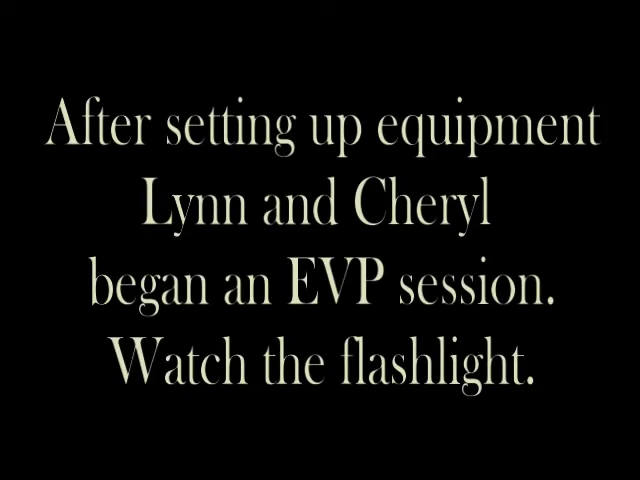 After setting up equipment
Lynn and Cheryl
began an EVP session.
Watch the flashlight.